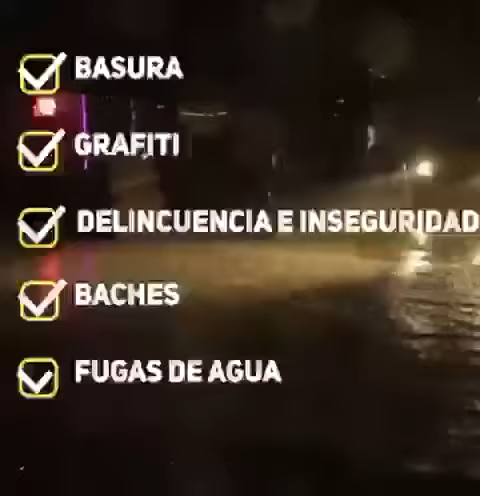 BASURA
GRAFITI
DELINCUENCIA E INSEGURIDAD
BACHES
FUGAS DE AGUA